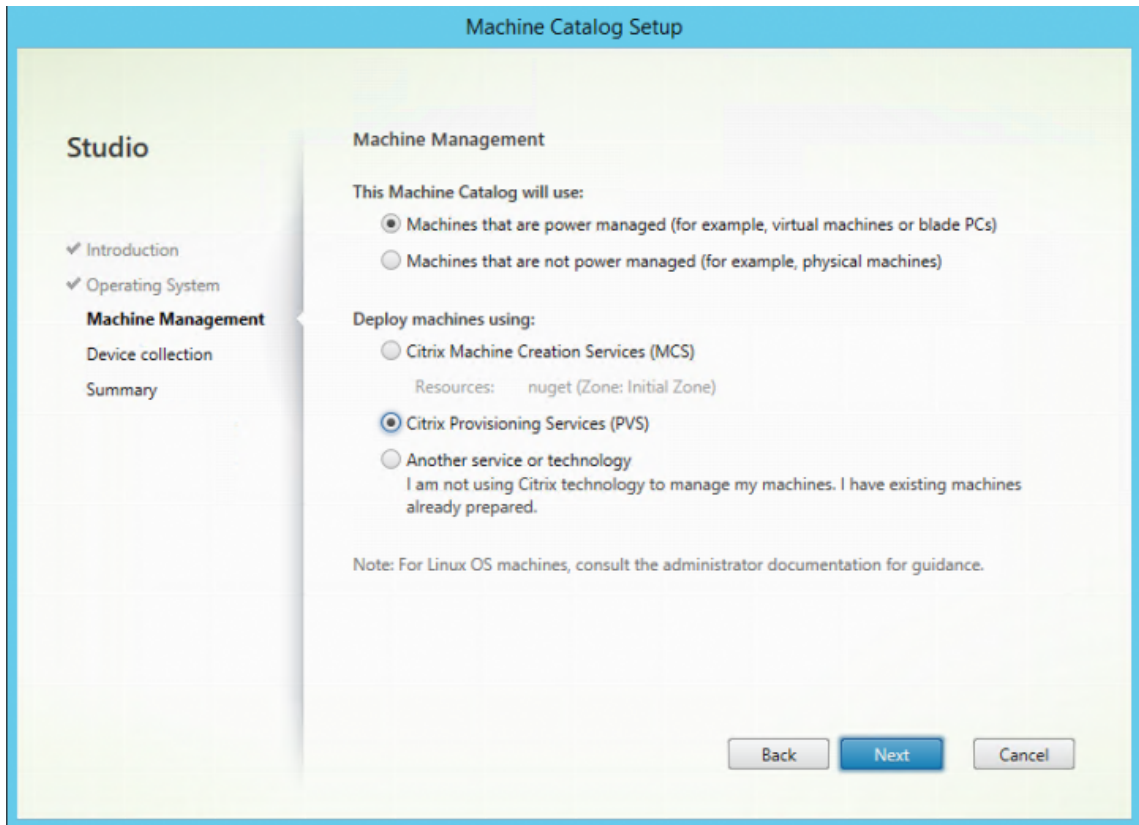 Machine Catalog Setup
Studio
Introduction
Operating System
Machine Management
Device collection
Summary
Machine Management
This Machine Catalog will use:
Machines that are power managed (for example, virtual machines or blade PCs)
Machines that are not power managed (for example, physical machines)
Deploy machines using:
Citrix Machine Creation Services (MCS)
Resources: nuget (Zone: Initial Zone)
Citrix Provisioning Services (PVS)
Another service or technology
I am not using Citrix technology to manage my machines. I have existing machines
already prepared.
Note: For Linux OS machines, consult the administrator documentation for guidance.
Back Next Cancel